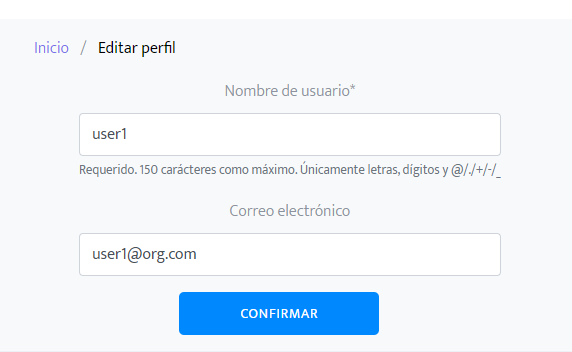 Inicio / Editar perfil
Nombre de usuario*
user1
Requerido. 150 carácteres como máximo. Únicamente letras, dígitos y @/./+/-/_
Correo electrónico
user1@org.com
CONFIRMAR